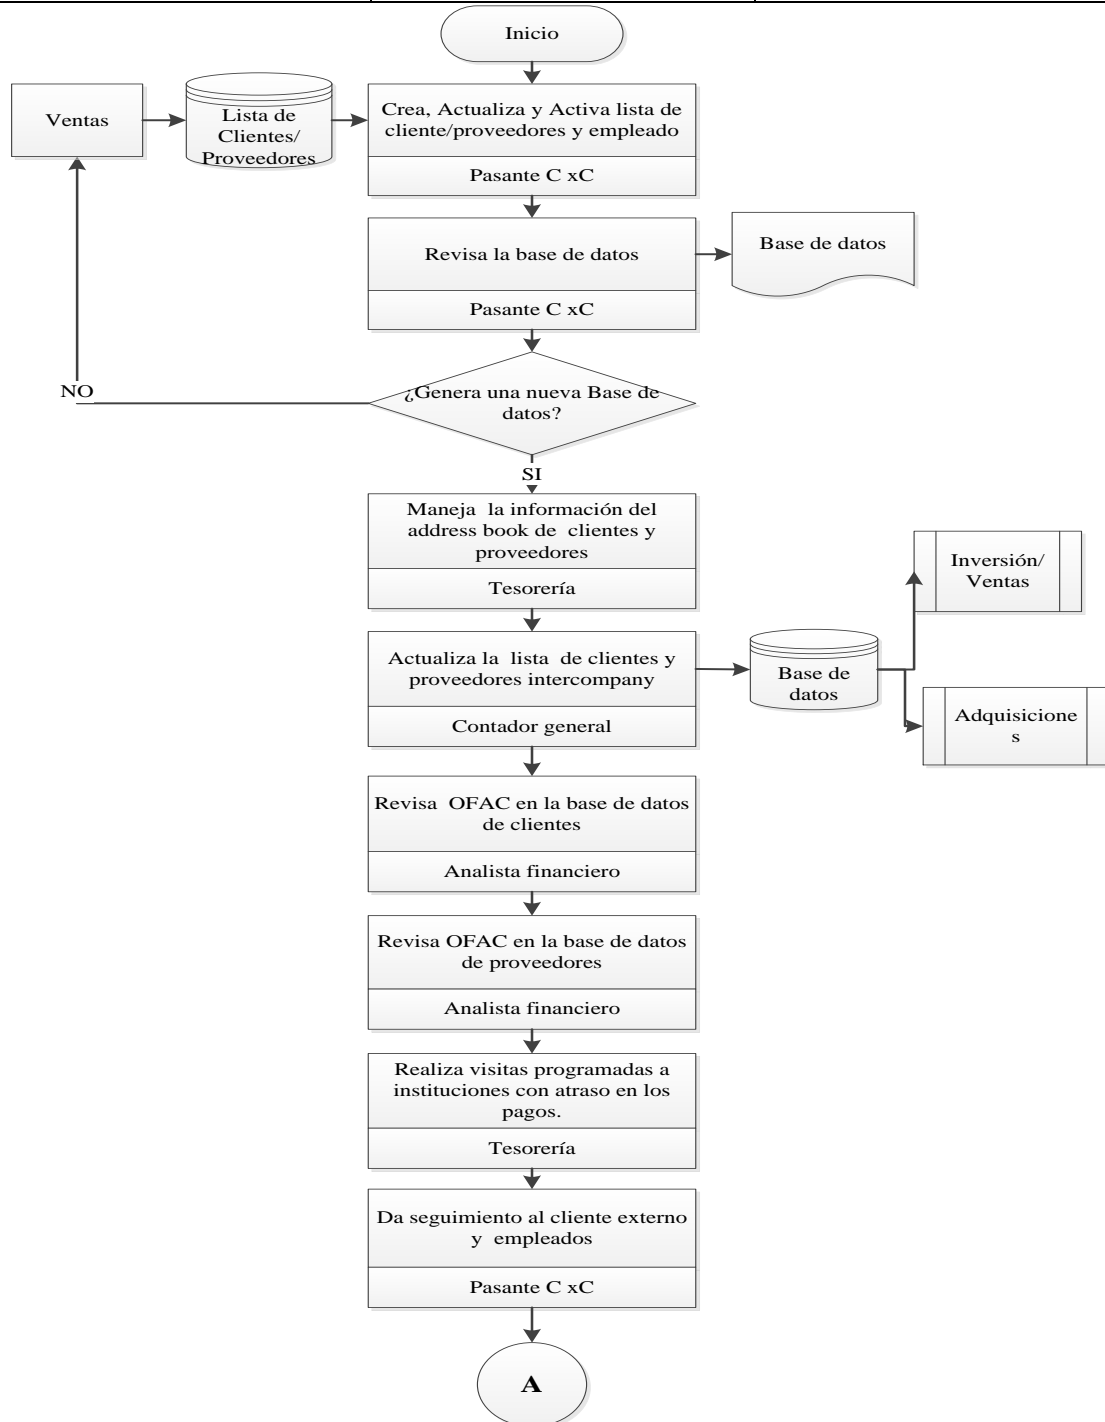 Inicio
Ventas
Lista de
Clientes/
Proveedores
Crea, Actualiza y Activa lista de
cliente/proveedores y empleado
Pasante C xC
Revisa la base de datos
Pasante C xC
Base de datos
¿Genera una nueva Base de
datos?
NO
SI
Maneja la información del
address book de clientes y
proveedores
Tesorería
Inversión/
Ventas
Actualiza la lista de clientes y
proveedores intercompany
Contador general
Base de
datos
Adquisicione
s
Revisa OFAC en la base de datos
de clientes
Analista financiero
Revisa OFAC en la base de datos
de proveedores
Analista financiero
Realiza visitas programadas a
instituciones con atraso en los
pagos.
Tesorería
Da seguimiento al cliente externo
y empleados
Pasante C xC
A